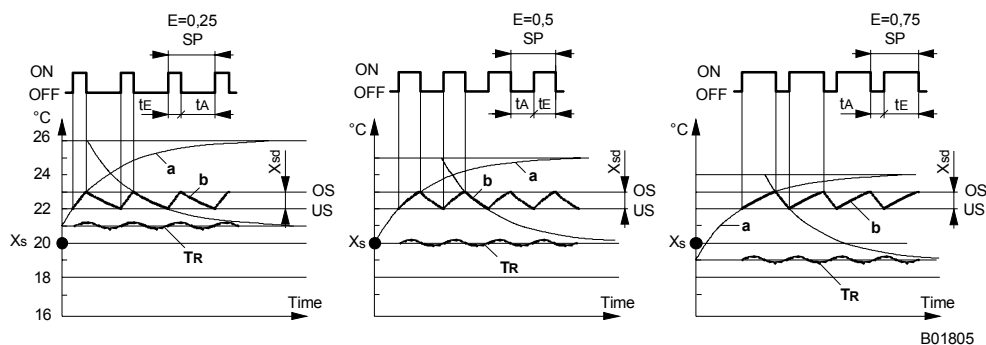 E=0,25
SP
ON
OFF
tE
tA
°C
26
24
22
Xs 20
18
16
a
b
Xsd
OS
US
TR
Time
E=0,5
SP
ON
OFF
tA
tE
°C
a
b
Xsd
OS
US
Xs
TR
Time
E=0,75
SP
ON
OFF
tA
tE
°C
a
b
Xsd
OS
US
Xs
TR
Time
B01805